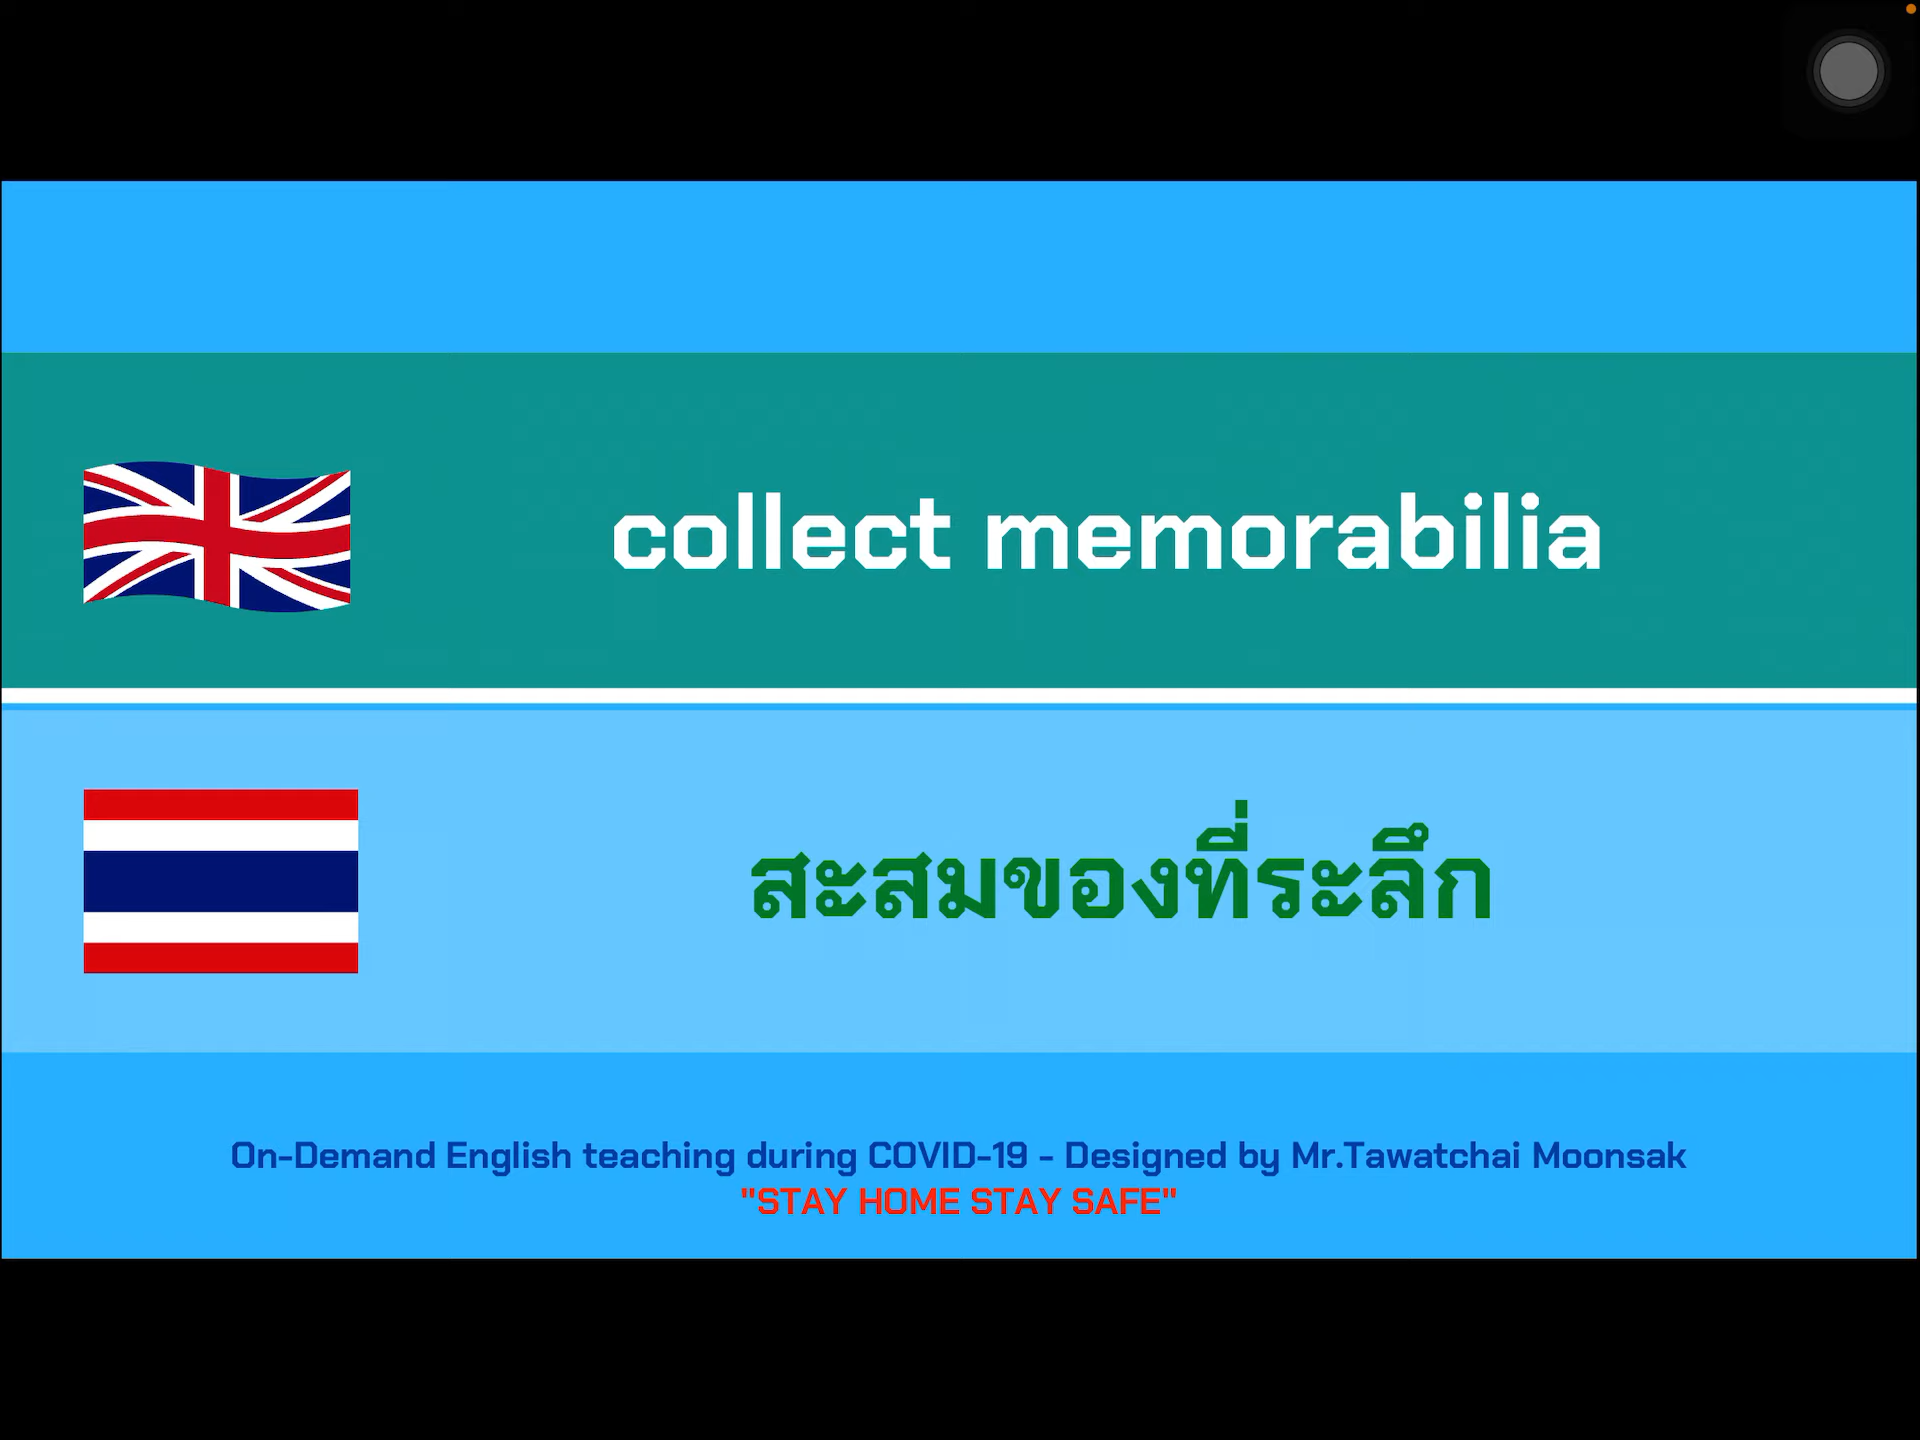 collect memorabilia
สะสมของที่ระลึก
On-Demand English teaching during COVID-19 - Designed by Mr.Tawatchai Moonsak
"STAY HOME STAY SAFE"